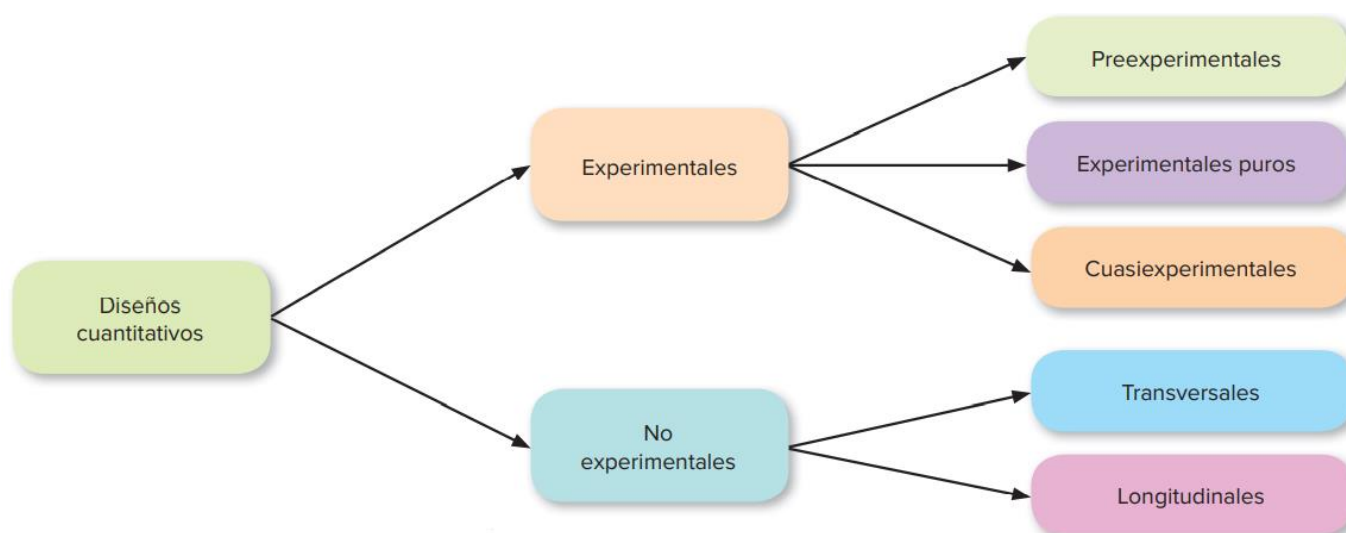 Preexperimentales
Experimentales
Experimentales puros
Cuasiexperimentales
Diseños
cuantitativos
Transversales
No
experimentales
Longitudinales